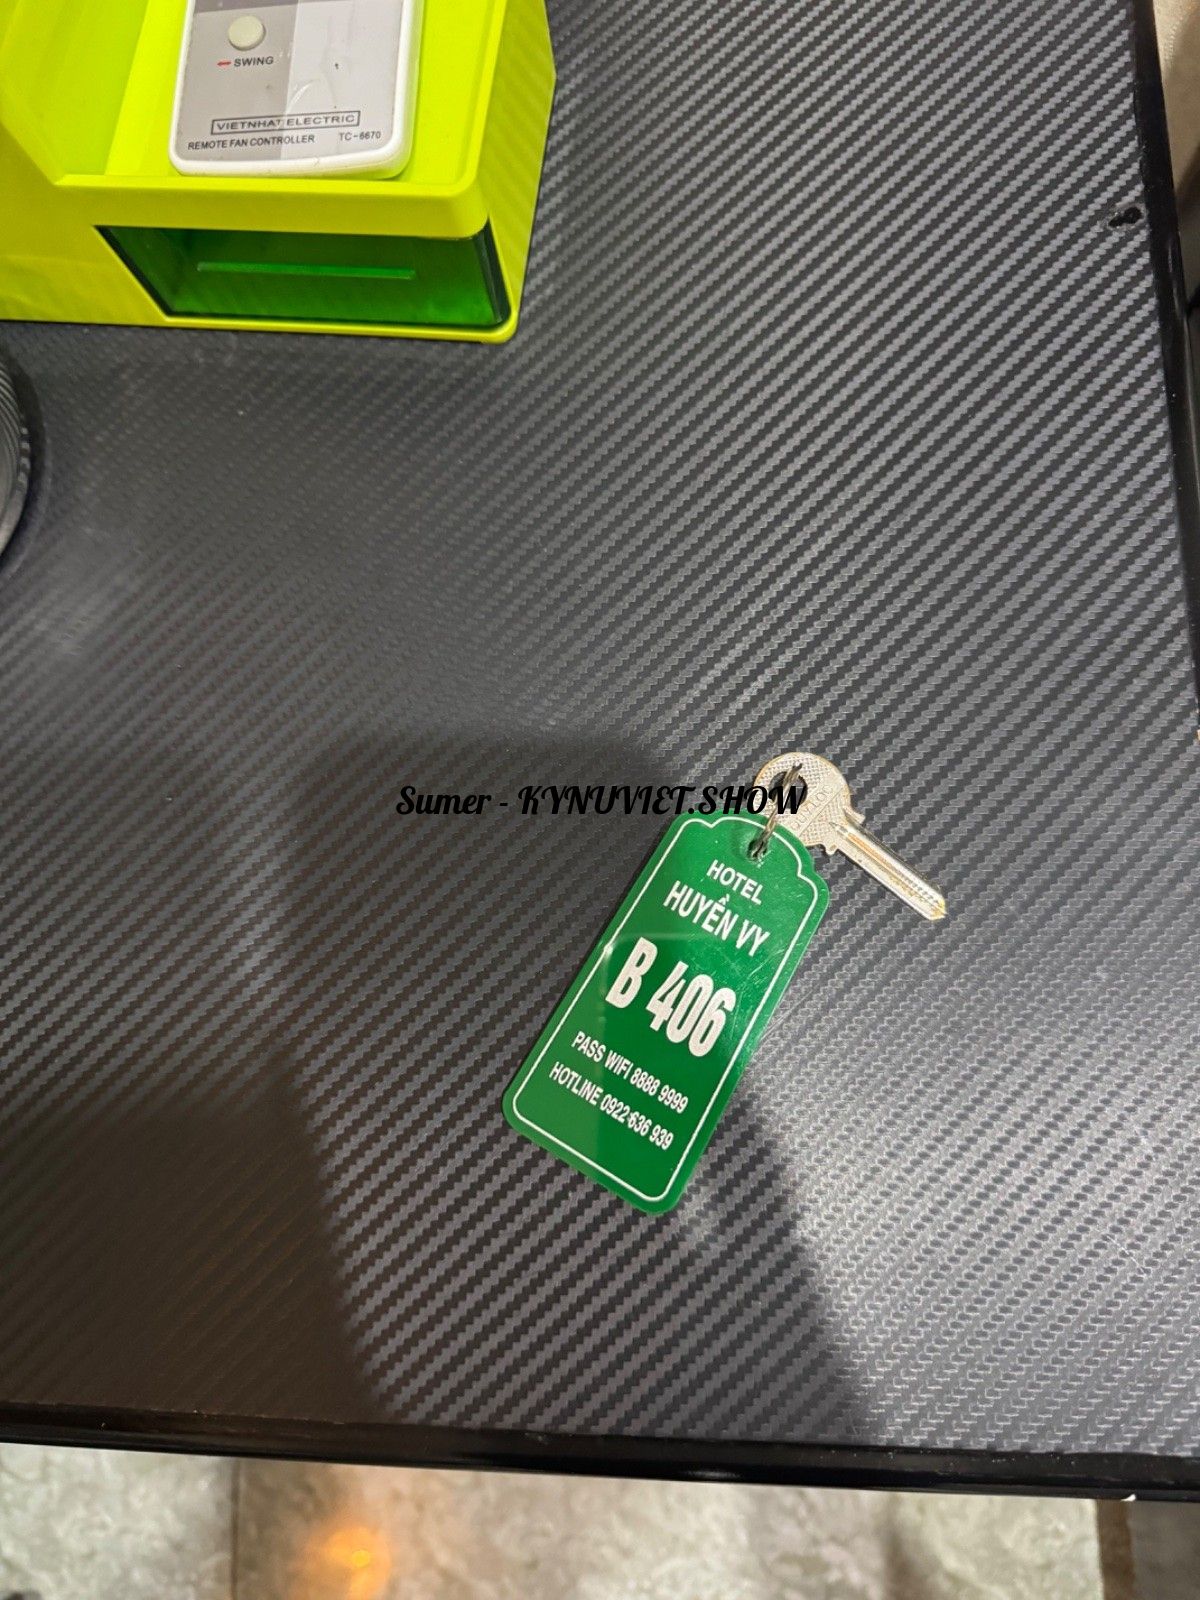 SWING
VIETNHAT ELECTRIC
REMOTE FAN CONTROLLER TC-6670
Sumer - KYNUVIET.SHOW
HOTEL
HUYỀN VY
B 406
PASS WIFI 8888 9999
HOTLINE 0922 636 939